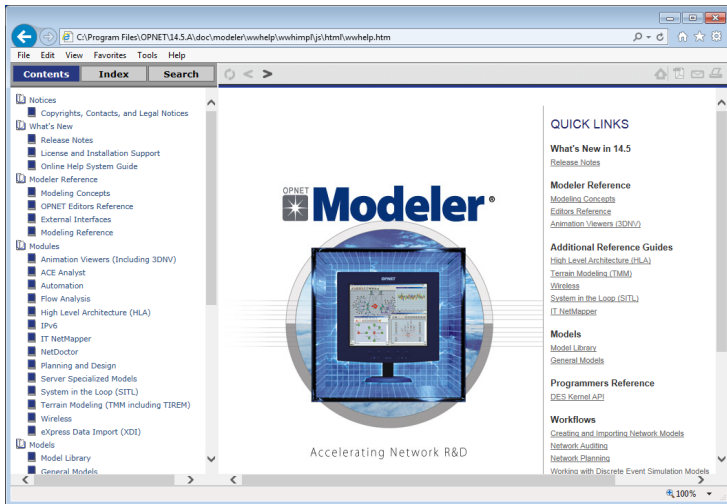 C:\Program Files\OPNET\14.5.A\doc\modeler\wwhelp\wwhimpl\js\html\wwhelp.htm
File Edit View Favorites Tools Help
Contents Index Search
Notices
Copyrights, Contacts, and Legal Notices
What's New
Release Notes
License and Installation Support
Online Help System Guide
Modeler Reference
Modeling Concepts
OPNET Editors Reference
External Interfaces
Modeling Reference
Modules
Animation Viewers (Including 3DNV)
ACE Analyst
Automation
Flow Analysis
High Level Architecture (HLA)
IPv6
IT NetMapper
NetDoctor
Planning and Design
Server Specialized Models
System in the Loop (SITL)
Terrain Modeling (TMM including TIREM)
Wireless
eXpress Data Import (XDI)
Models
Model Library
General Models
OPNET
Modeler®
OPNET
Accelerating Network R&D
QUICK LINKS
What's New in 14.5
Release Notes
Modeler Reference
Modeling Concepts
Editors Reference
Animation Viewers (3DNV)
Additional Reference Guides
High Level Architecture (HLA)
Terrain Modeling (TMM)
Wireless
System in the Loop (SITL)
IT NetMapper
Models
Model Library
General Models
Programmers Reference
DES Kernel API
Workflows
Creating and Importing Network Models
Network Auditing
Network Planning
Working with Discrete Event Simulation Models
100%